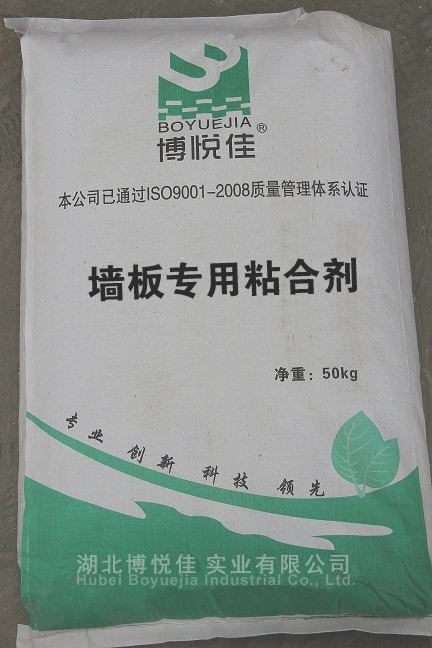 BOYUEJIA®
博悦佳
本公司已通过ISO9001-2008质量管理体系认证
墙板专用粘合剂
净重：50kg
专业 创新 科技 领先
湖北博悦佳 实业有限公司
Hubei Boyuejia Industrial Co., Ltd.